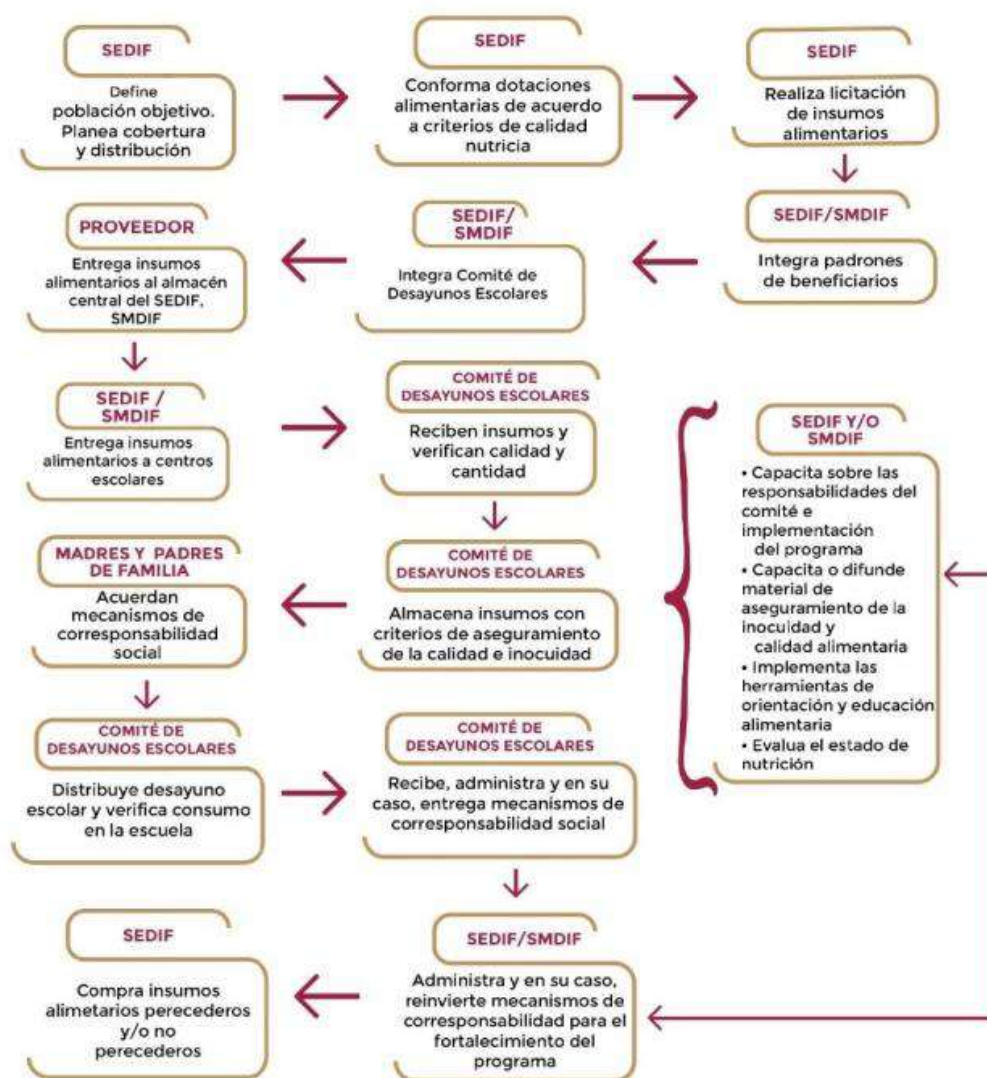 SEDIF
Define
población objetivo.
Planea cobertura
y distribución
SEDIF
Conforma dotaciones
alimentarias de acuerdo
a criterios de calidad
nutricia
SEDIF
Realiza licitación
de insumos
alimentarios
SEDIF/SMDIF
Integra padrones
de beneficiarios
SEDIF/
SMDIF
Integra Comité de
Desayunos Escolares
PROVEEDOR
Entrega insumos
alimentarios al almacén
central del SEDIF,
SMDIF
SEDIF /
SMDIF
Entrega insumos
alimentarios a centros
escolares
COMITÉ DE
DESAYUNOS ESCOLARES
Reciben insumos y
verifican calidad y
cantidad
COMITÉ DE
DESAYUNOS ESCOLARES
Almacena insumos con
criterios de aseguramiento
de la calidad e inocuidad
MADRES Y PADRES
DE FAMILIA
Acuerdan
mecanismos de
corresponsabilidad
social
COMITÉ DE
DESAYUNOS ESCOLARES
Distribuye desayuno
escolar y verifica consumo
en la escuela
COMITÉ DE
DESAYUNOS ESCOLARES
Recibe, administra y en su
caso, entrega mecanismos de
corresponsabilidad social
SEDIF Y/O
SMDIF
• Capacita sobre las
responsabilidades del
comité e
implementación
del programa
• Capacita o difunde
material de
aseguramiento de la
inocuidad y
calidad alimentaria
• Implementa las
herramientas de
orientación y educación
alimentaria
• Evalua el estado de
nutrición
SEDIF/SMDIF
Administra y en su caso,
reinvierte mecanismos de
corresponsabilidad para el
fortalecimiento del
programa
SEDIF
Compra insumos
alimetarios perecederos
y/o no
perecederos